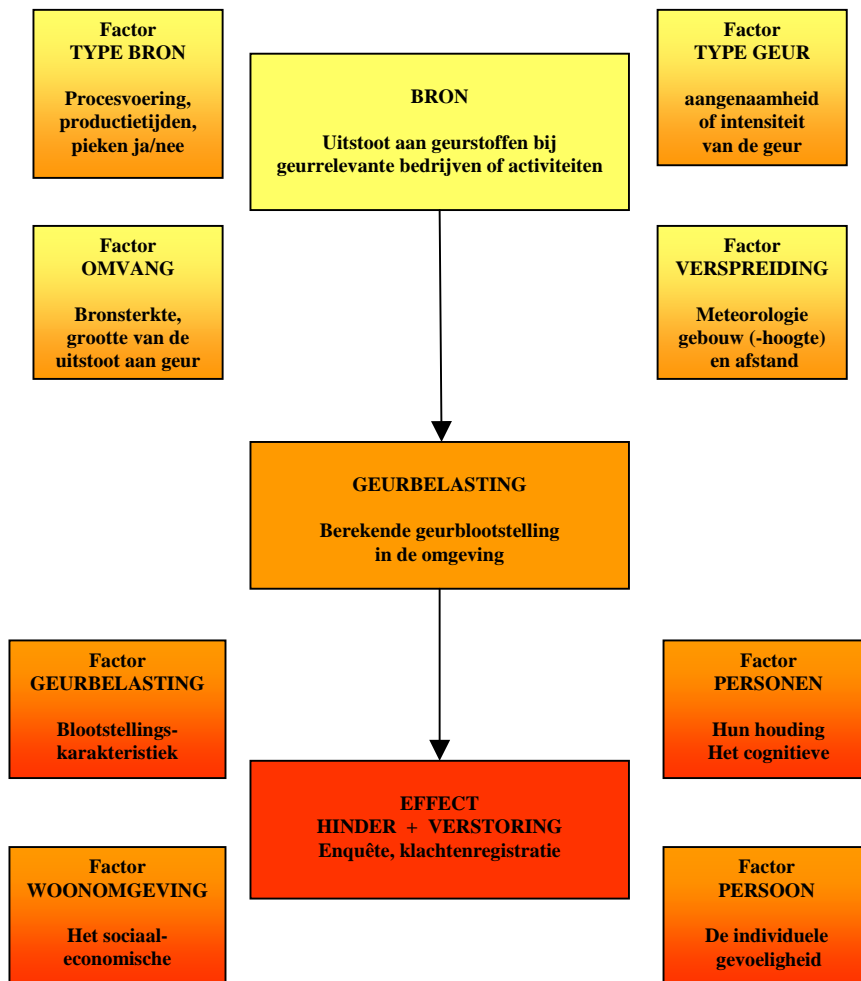 Factor
TYPE BRON
Procesvoering,
productietijden,
pieken ja/nee
BRON
Uitstoot aan geurstoffen bij
geurrelevante bedrijven of activiteiten
Factor
TYPE GEUR
aangenaamheid
of intensiteit
van de geur
Factor
OMVANG
Bronsterkte,
grootte van de
uitstoot aan geur
Factor
VERSPREIDING
Meteorologie
gebouw (-hoogte)
en afstand
GEURBELASTING
Berekende geurblootstelling
in de omgeving
Factor
GEURBELASTING
Blootstellings-
karakteristiek
Factor
PERSONEN
Hun houding
Het cognitieve
EFFECT
HINDER + VERSTORING
Enquête, klachtenregistratie
Factor
WOONOMGEVING
Het sociaal-
economische
Factor
PERSOON
De individuele
gevoeligheid